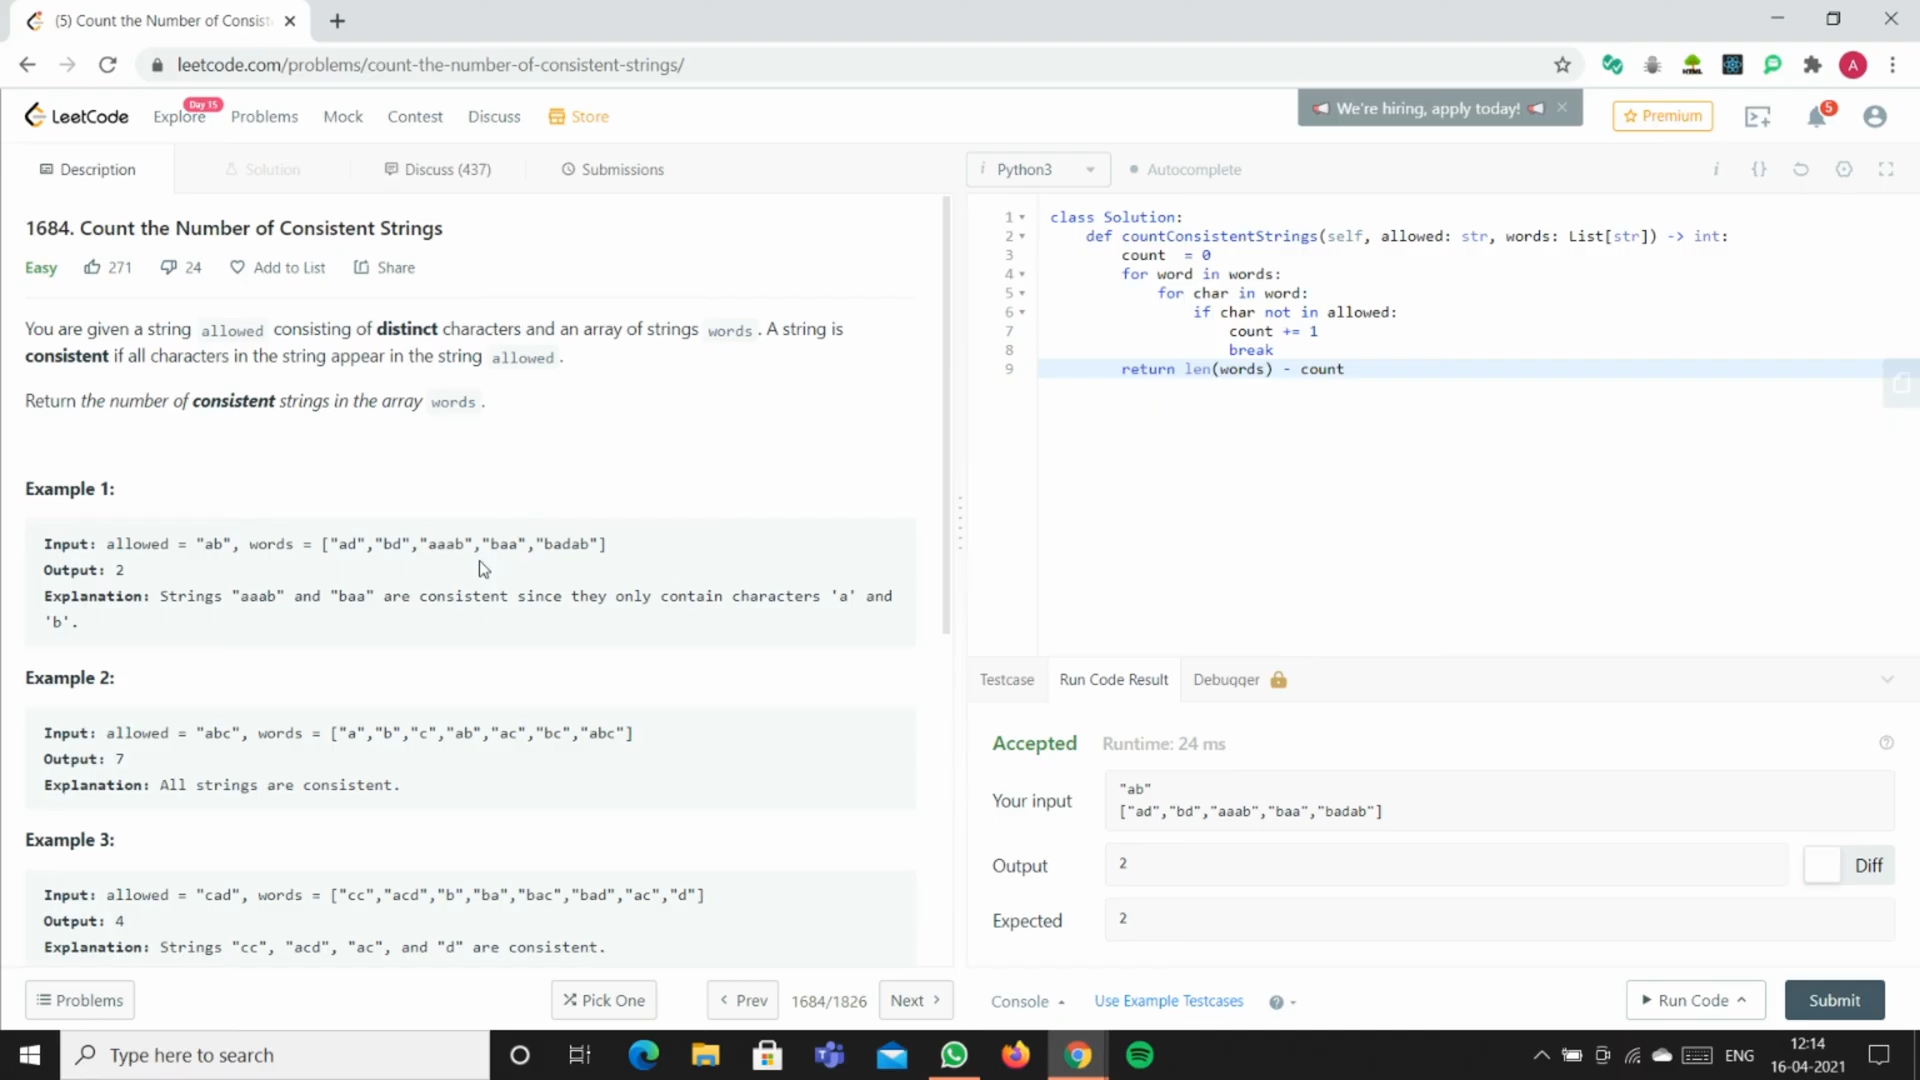 (5) Count the Number of Consist
leetcode.com/problems/count-the-number-of-consistent-strings/
A
LeetCode
Explore
Day 15
Problems
Mock
Contest
Discuss
Store
We're hiring, apply today!
Premium
5
Description
Solution
Discuss (437)
Submissions
i Python3
Autocomplete
1684. Count the Number of Consistent Strings
Easy
271
24
Add to List
Share
You are given a string allowed consisting of distinct characters and an array of strings words. A string is
consistent if all characters in the string appear in the string allowed.
Return the number of consistent strings in the array words.
Example 1:
Input: allowed = "ab", words = ["ad","bd","aaab","baa","badab"]
Output: 2
Explanation: Strings "aaab" and "baa" are consistent since they only contain characters 'a' and
'b'.
Example 2:
Input: allowed = "abc", words = ["a","b","c","ab","ac","bc","abc"]
Output: 7
Explanation: All strings are consistent.
Example 3:
Input: allowed = "cad", words = ["cc","acd","b","ba","bac","bad","ac","d"]
Output: 4
Explanation: Strings "cc", "acd", "ac", and "d" are consistent.
1 class Solution:
2 def countConsistentStrings(self, allowed: str, words: List[str]) -> int:
3 count  = 0
4 for word in words:
5 for char in word:
6 if char not in allowed:
7 count += 1
8 break
9 return len(words) - count
Testcase
Run Code Result
Debugger
Accepted
Runtime: 24 ms
Your input
"ab"
["ad","bd","aaab","baa","badab"]
Output
2
Diff
Expected
2
Problems
Pick One
Prev
1684/1826
Next
Console
Use Example Testcases
Run Code
Submit
Type here to search
ENG
12:14
16-04-2021